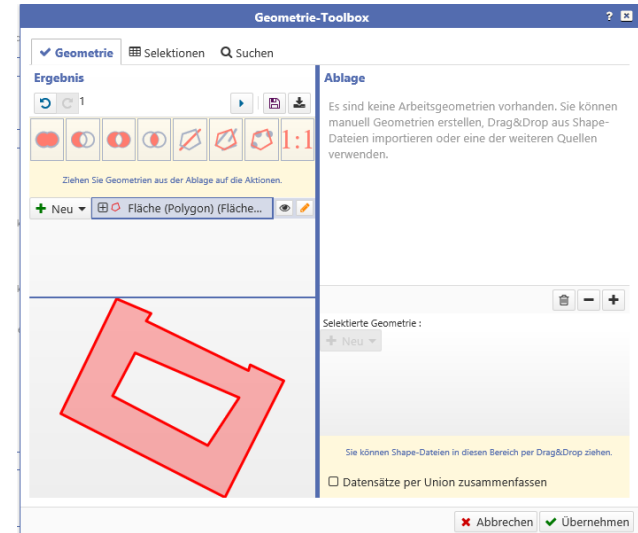 Geometrie-Toolbox
?
Geometrie
Selektionen
Suchen
Ergebnis
1
1:1
Ziehen Sie Geometrien aus der Ablage auf die Aktionen.
Neu
Fläche (Polygon) (Fläche...
Ablage
Es sind keine Arbeitsgeometrien vorhanden. Sie können
manuell Geometrien erstellen, Drag&Drop aus Shape-
Dateien importieren oder eine der weiteren Quellen
verwenden.
Selektierte Geometrie :
Neu
Sie können Shape-Dateien in diesen Bereich per Drag&Drop ziehen.
Datensätze per Union zusammenfassen
Abbrechen
Übernehmen